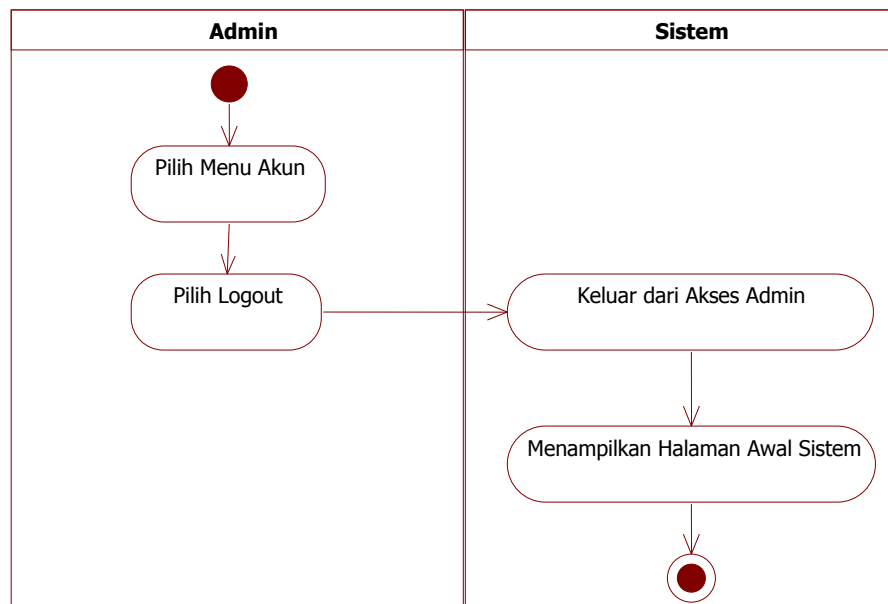 Admin
Sistem
Pilih Menu Akun
Pilih Logout
Keluar dari Akses Admin
Menampilkan Halaman Awal Sistem